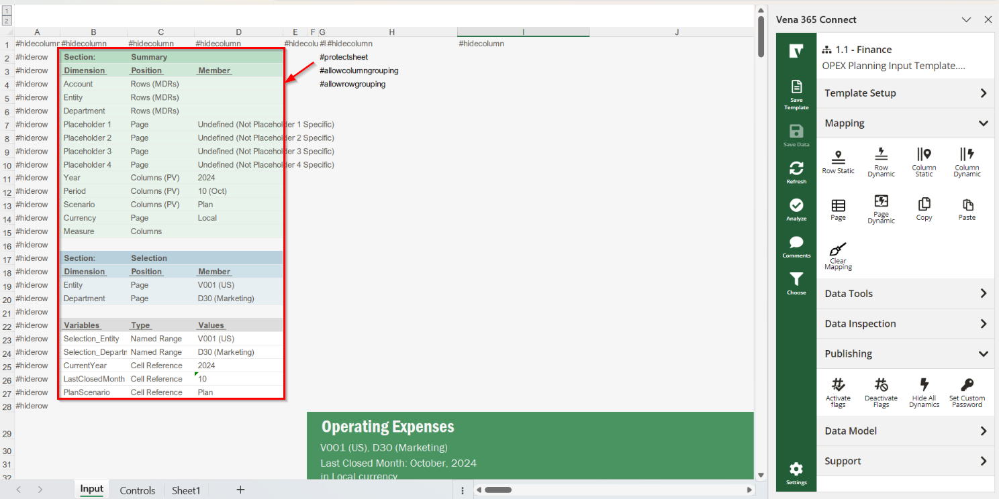 1
2
A B C D E F G H I J
1 #hidecolumn #hidecolumn #hidecolumn #hidecolumn #hidecolu #l #hidecolumn #hidecolumn
2 #hiderow Section: Summary #protectsheet
3 #hiderow Dimension Position Member #allowcolumngrouping
4 #hiderow Account Rows (MDRs) #allowrowgrouping
5 #hiderow Entity Rows (MDRs)
6 #hiderow Department Rows (MDRs)
7 #hiderow Placeholder 1 Page Undefined (Not Placeholder 1 Specific)
8 #hiderow Placeholder 2 Page Undefined (Not Placeholder 2 Specific)
9 #hiderow Placeholder 3 Page Undefined (Not Placeholder 3 Specific)
10 #hiderow Placeholder 4 Page Undefined (Not Placeholder 4 Specific)
11 #hiderow Year Columns (PV) 2024
12 #hiderow Period Columns (PV) 10 (Oct)
13 #hiderow Scenario Columns (PV) Plan
14 #hiderow Currency Page Local
15 #hiderow Measure Columns
16 #hiderow
17 #hiderow Section: Selection
18 #hiderow Dimension Position Member
19 #hiderow Entity Page V001 (US)
20 #hiderow Department Page D30 (Marketing)
21 #hiderow
22 #hiderow Variables Type Values
23 #hiderow Selection_Entity Named Range V001 (US)
24 #hiderow Selection_Departn Named Range D30 (Marketing)
25 #hiderow CurrentYear Cell Reference 2024
26 #hiderow LastClosedMonth Cell Reference 10
27 #hiderow PlanScenario Cell Reference Plan
28 #hiderow
29 Operating Expenses
30 V001 (US), D30 (Marketing)
31 Last Closed Month: October, 2024
32 in Local currency
Input Controls Sheet1 +
Vena 365 Connect
1.1 - Finance
OPEX Planning Input Template....
Save
Template
Save Data
Refresh
Analyze
Comments
Choose
Settings
Template Setup
Mapping
Row Static
Row
Dynamic
Column
Static
Column
Dynamic
Page
Page
Dynamic
Copy
Paste
Clear
Mapping
Data Tools
Data Inspection
Publishing
Activate
flags
Deactivate
Flags
Hide All
Dynamics
Set Custom
Password
Data Model
Support